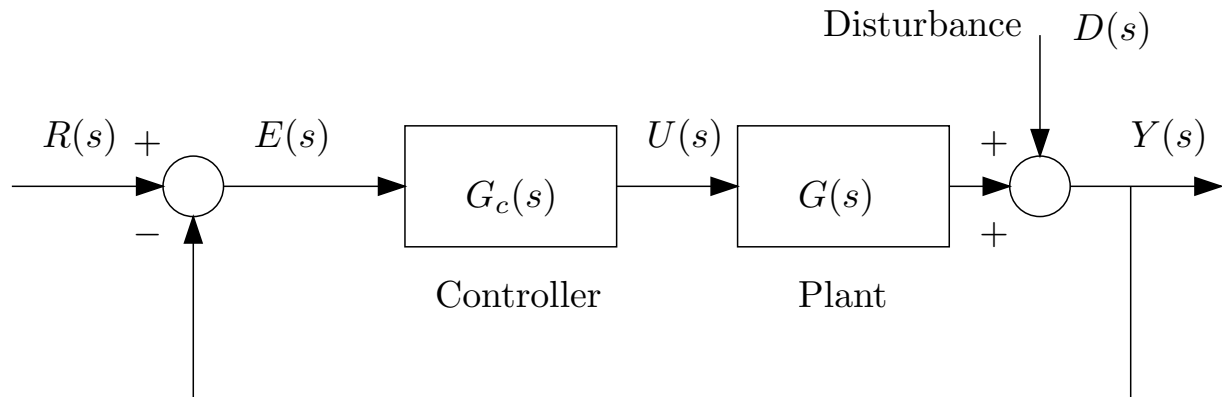 Disturbance D(s)
R(s) + E(s) U(s) + Y(s)
G_c(s) G(s)
− +
Controller Plant